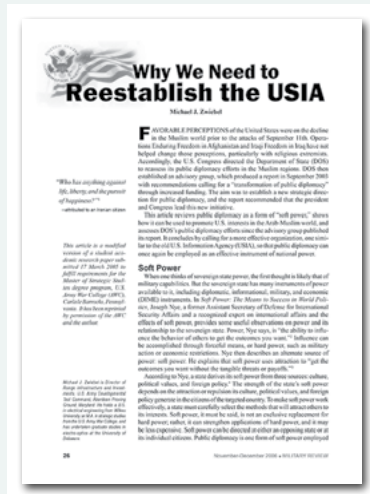 Why We Need to
Reestablish the USIA
Michael J. Zwiebel
FAVORABLE PERCEPTIONS of the United States were on the decline
in the Muslim world prior to the attacks of September 11th. Opera-
tions Enduring Freedom in Afghanistan and Iraqi Freedom in Iraq have not
helped change those perceptions, particularly with religious extremists.
Accordingly, the U.S. Congress directed the Department of State (DOS)
to reassess its public diplomacy efforts in the Muslim regions. DOS then
established an advisory group, which produced a report in September 2003
with recommendations calling for a "transformation of public diplomacy"
through increased funding. The aim was to establish a new strategic direc-
tion for public diplomacy, and the report recommended that the president
and Congress lead this new initiative.
"Who has anything against
life, liberty, and the pursuit
of happiness?"
—attributed to an Iranian citizen
This article reviews public diplomacy as a form of "soft power," shows
how it can be used to promote U.S. interests in the Arab-Muslim world, and
assesses DOS's public diplomacy efforts since the advisory group published
its report. It concludes by calling for a more effective organization, one simi-
lar to the old U.S. Information Agency (USIA), so that public diplomacy can
once again be employed as an effective instrument of national power.
This article is a modified
version of a student aca-
demic research paper sub-
mitted 17 March 2005 to
fulfill requirements for the
Master of Strategic Stud-
ies degree program, U.S.
Army War College (AWC),
Carlisle Barracks, Pennsyl-
vania. It has been reprinted
by permission of the AWC
and the author.
Soft Power
When one thinks of sovereign state power, the first thought is likely that of
military capabilities. But the sovereign state has many instruments of power
available to it, including diplomatic, informational, military, and economic
(DIME) instruments. In Soft Power: The Means to Success in World Poli-
tics, Joseph Nye, a former Assistant Secretary of Defense for International
Security Affairs and a recognized expert on international affairs and the
effects of soft power, provides some useful observations on power and its
relationship to the sovereign state. Power, Nye says, is "the ability to influ-
ence the behavior of others to get the outcomes you want." Influence can
be accomplished through forceful means, or hard power, such as military
action or economic restrictions. Nye then describes an alternate source of
power: soft power. He explains that soft power uses attraction to "get the
outcomes you want without the tangible threats or payoffs."
According to Nye, a state derives its soft power from three sources: culture,
political values, and foreign policy. The strength of the state's soft power
depends on the attraction or repulsion its culture, political values, and foreign
policy generate in the citizens of the targeted country. To make soft power work
effectively, a state must carefully select the methods that will attract others to
its interests. Soft power, it must be said, is not an exclusive replacement for
hard power; rather, it can strengthen applications of hard power, and it may
be less expensive. Soft power can be directed at either an opposing state or at
its individual citizens. Public diplomacy is one form of soft power employed
Michael J. Zwiebel is Director of
26
November-December 2006 MILITARY REVIEW